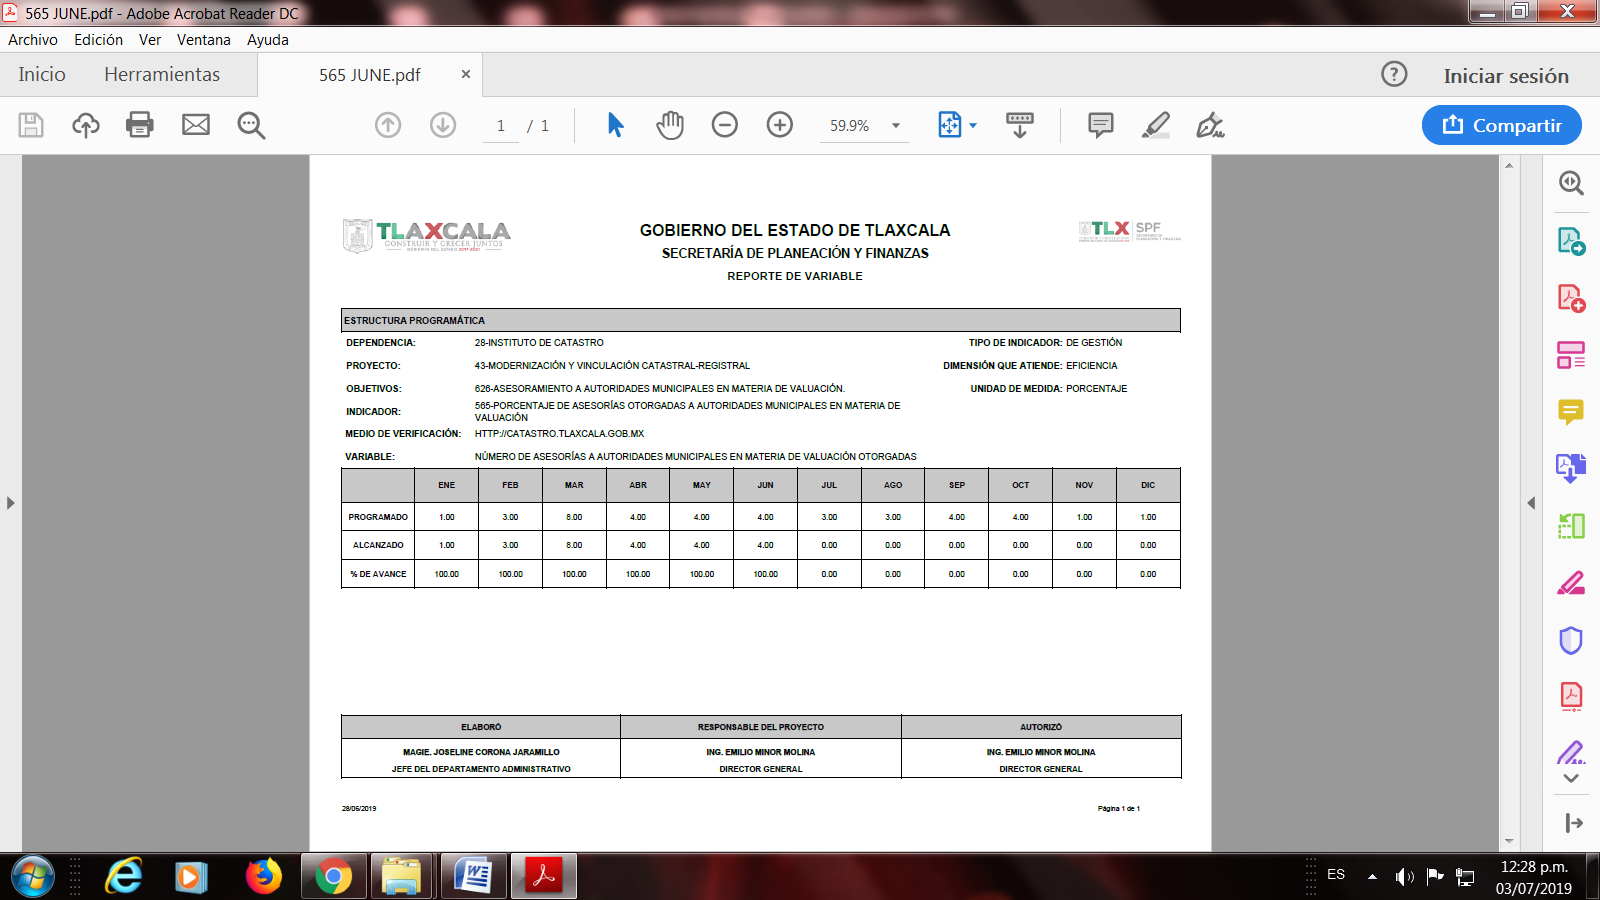 565 JUNE.pdf - Adobe Acrobat Reader DC
Archivo Edición Ver Ventana Ayuda
Inicio Herramientas 565 JUNE.pdf × Iniciar sesión
1 / 1 59.9% Compartir
TLAXCALA
CONSTRUIR Y CRECER JUNTOS
TLX SPF
GOBIERNO DEL ESTADO DE TLAXCALA
SECRETARÍA DE PLANEACIÓN Y FINANZAS
REPORTE DE VARIABLE
ESTRUCTURA PROGRAMÁTICA
DEPENDENCIA: 28-INSTITUTO DE CATASTRO TIPO DE INDICADOR: DE GESTIÓN
PROYECTO: 43-MODERNIZACIÓN Y VINCULACIÓN CATASTRAL-REGISTRAL DIMENSIÓN QUE ATIENDE: EFICIENCIA
OBJETIVOS: 626-ASESORAMIENTO A AUTORIDADES MUNICIPALES EN MATERIA DE VALUACIÓN. UNIDAD DE MEDIDA: PORCENTAJE
INDICADOR: 565-PORCENTAJE DE ASESORÍAS OTORGADAS A AUTORIDADES MUNICIPALES EN MATERIA DE
VALUACIÓN
MEDIO DE VERIFICACIÓN: HTTP://CATASTRO.TLAXCALA.GOB.MX
VARIABLE: NÚMERO DE ASESORÍAS A AUTORIDADES MUNICIPALES EN MATERIA DE VALUACIÓN OTORGADAS
ENE FEB MAR ABR MAY JUN JUL AGO SEP OCT NOV DIC
PROGRAMADO 1.00 3.00 4.00 4.00 4.00 3.00 3.00 4.00 4.00 1.00 1.00
ALCANZADO 1.00 3.00 4.00 4.00 4.00 0.00 0.00 0.00 0.00 0.00 0.00
% DE AVANCE 100.00 100.00 100.00 100.00 100.00 100.00 0.00 0.00 0.00 0.00 0.00 0.00
ELABORÓ RESPONSABLE DEL PROYECTO AUTORIZÓ
MAGIE. JOSELINE CORONA JARAMILLO ING. EMILIO MINOR MOLINA ING. EMILIO MINOR MOLINA
JEFE DEL DEPARTAMENTO ADMINISTRATIVO DIRECTOR GENERAL DIRECTOR GENERAL
28/06/2019 Página 1 de 1
ES 12:28 p.m.
03/07/2019